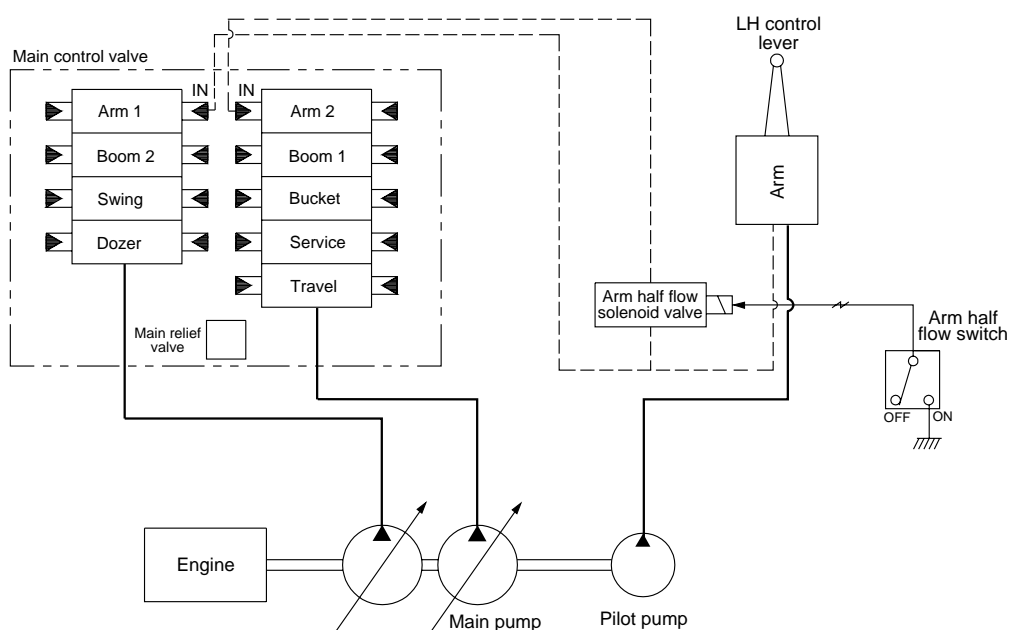 LH control
lever
Main control valve
IN
IN
Arm 1
Arm 2
Boom 2
Boom 1
Swing
Bucket
Dozer
Service
Travel
Arm
Arm half flow
solenoid valve
Main relief
valve
Arm half
flow switch
OFF
ON
Engine
Main pump
Pilot pump